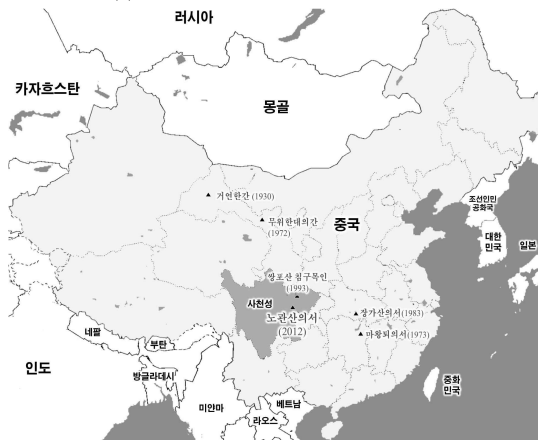 러시아
카자흐스탄
몽골
거연한간(1930)
무위한대의간
(1972)
중국
조선인민
공화국
대한
민국
일본
쌍포산 침구목인
(1993)
사천성
노관산의서
(2012)
장가산의서(1983)
마왕퇴의서(1973)
네팔
부탄
인도
방글라데시
미얀마
베트남
라오스
중화
민국